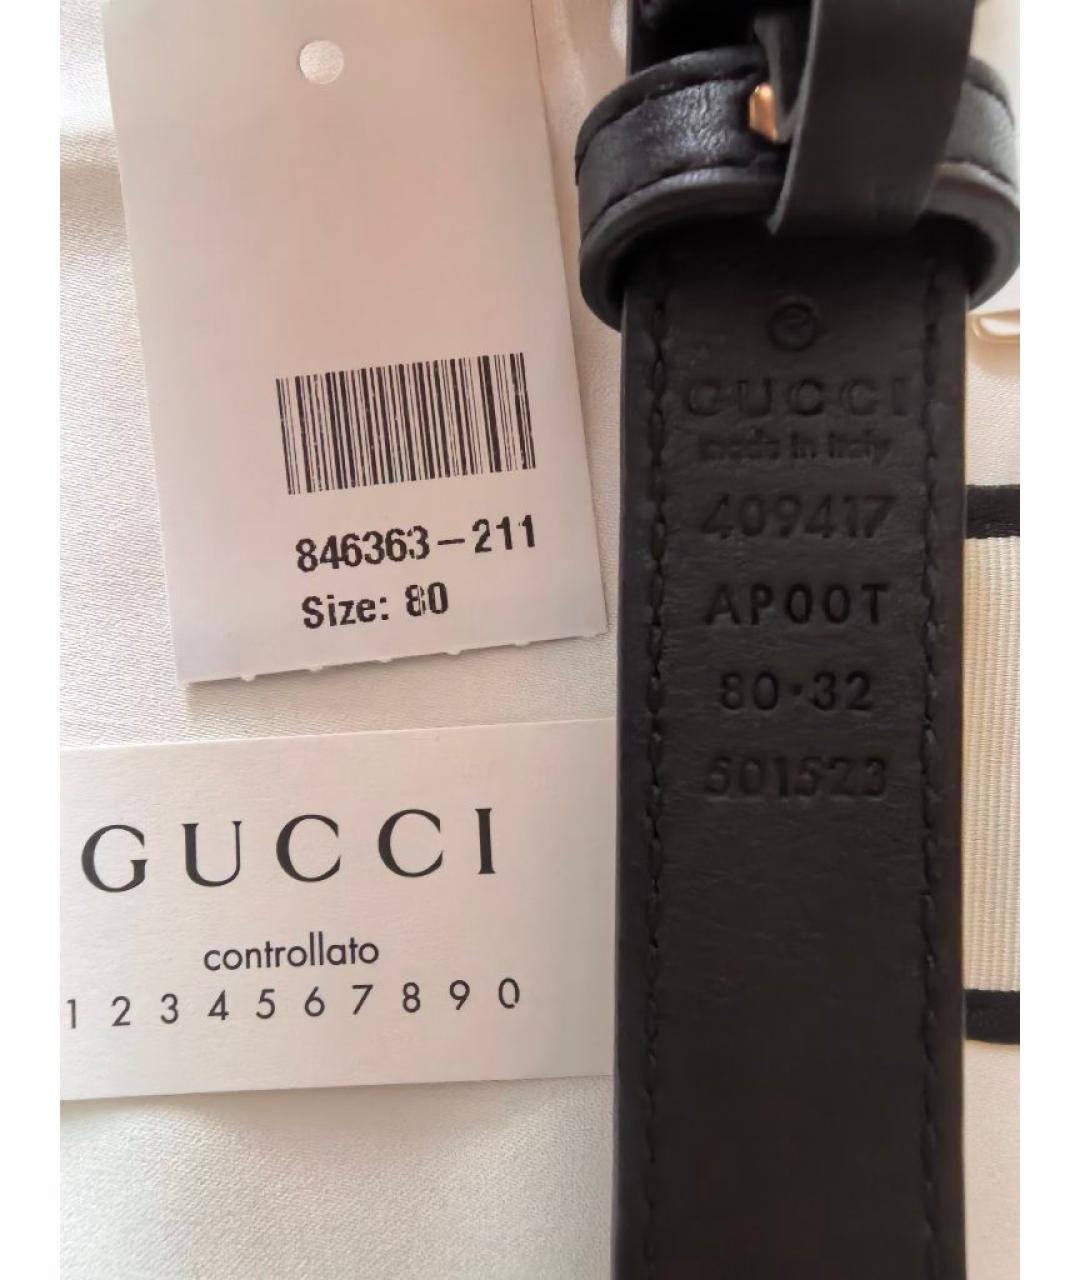 846363-211
Size: 80
GUCCI
controllato
1 2 3 4 5 6 7 8 9 0
®
GUCCI
made in Italy
409417
AP00T
80·32
501523